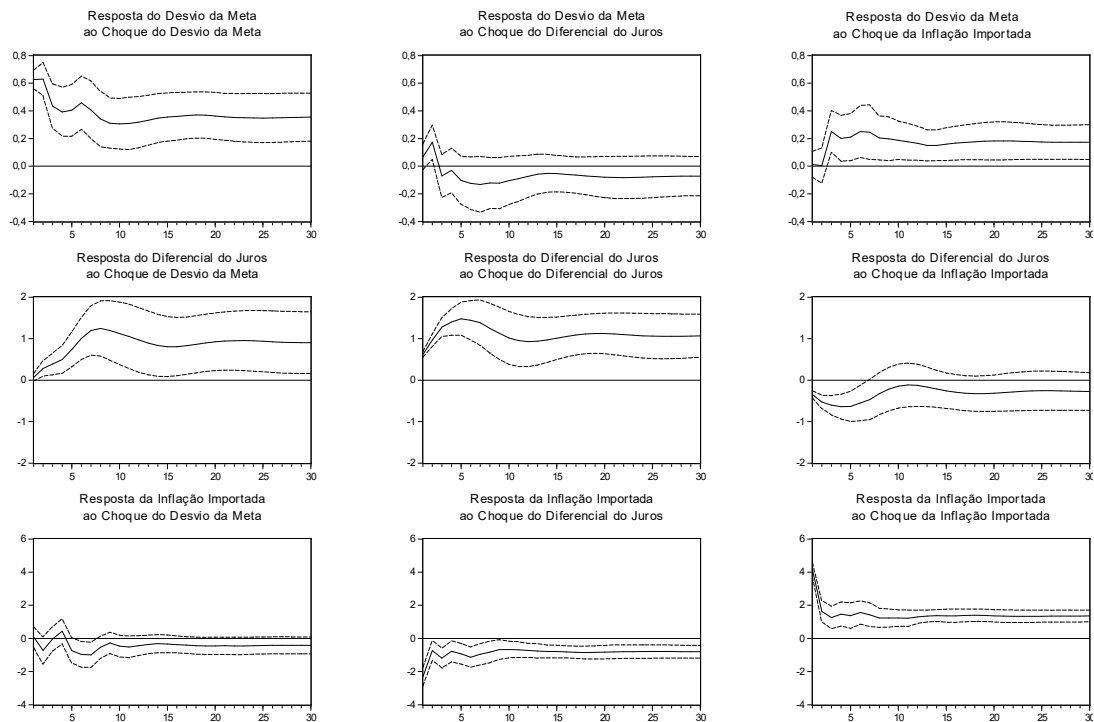 Resposta do Desvio da Meta
ao Choque do Desvio da Meta
0,8
0,6
0,4
0,2
0,0
-0,2
-0,4
5 10 15 20 25 30
Resposta do Desvio da Meta
ao Choque do Diferencial do Juros
0,8
0,6
0,4
0,2
0,0
-0,2
-0,4
5 10 15 20 25 30
Resposta do Desvio da Meta
ao Choque da Inflação Importada
0,8
0,6
0,4
0,2
0,0
-0,2
-0,4
5 10 15 20 25 30
Resposta do Diferencial do Juros
ao Choque de Desvio da Meta
2
1
0
-1
-2
5 10 15 20 25 30
Resposta do Diferencial do Juros
ao Choque do Diferencial do Juros
2
1
0
-1
-2
5 10 15 20 25 30
Resposta do Diferencial do Juros
ao Choque da Inflação Importada
2
1
0
-1
-2
5 10 15 20 25 30
Resposta da Inflação Importada
ao Choque do Desvio da Meta
6
4
2
0
-2
-4
5 10 15 20 25 30
Resposta da Inflação Importada
ao Choque do Diferencial do Juros
6
4
2
0
-2
-4
5 10 15 20 25 30
Resposta da Inflação Importada
ao Choque da Inflação Importada
6
4
2
0
-2
-4
5 10 15 20 25 30